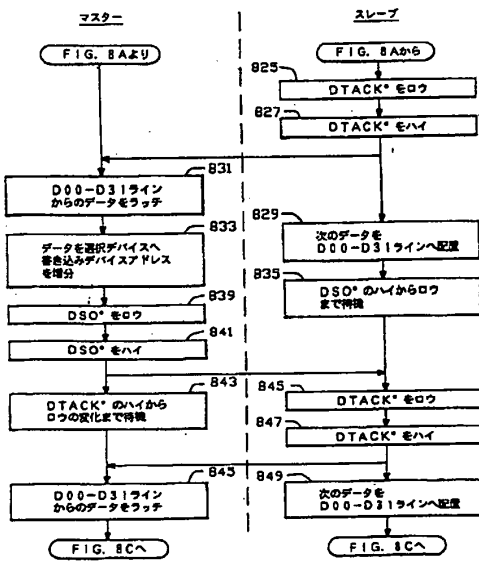 マスター
スレーブ
FIG. 8Aより
FIG. 8Aから
825
DTACK* をロウ
827
DTACK* をハイ
831
D00-D31ライン
からのデータをラッチ
833
データを選択デバイスへ
書き込みデバイスアドレス
を増分
829
次のデータを
D00-D31ラインへ配置
835
DS0* のハイからロウ
まで待機
839
DS0* をロウ
841
DS0* をハイ
843
DTACK* のハイから
ロウの変化まで待機
845
DTACK* をロウ
847
DTACK* をハイ
845
D00-D31ライン
からのデータをラッチ
849
次のデータを
D00-D31ラインへ配置
FIG. 8Cへ
FIG. 8Cへ